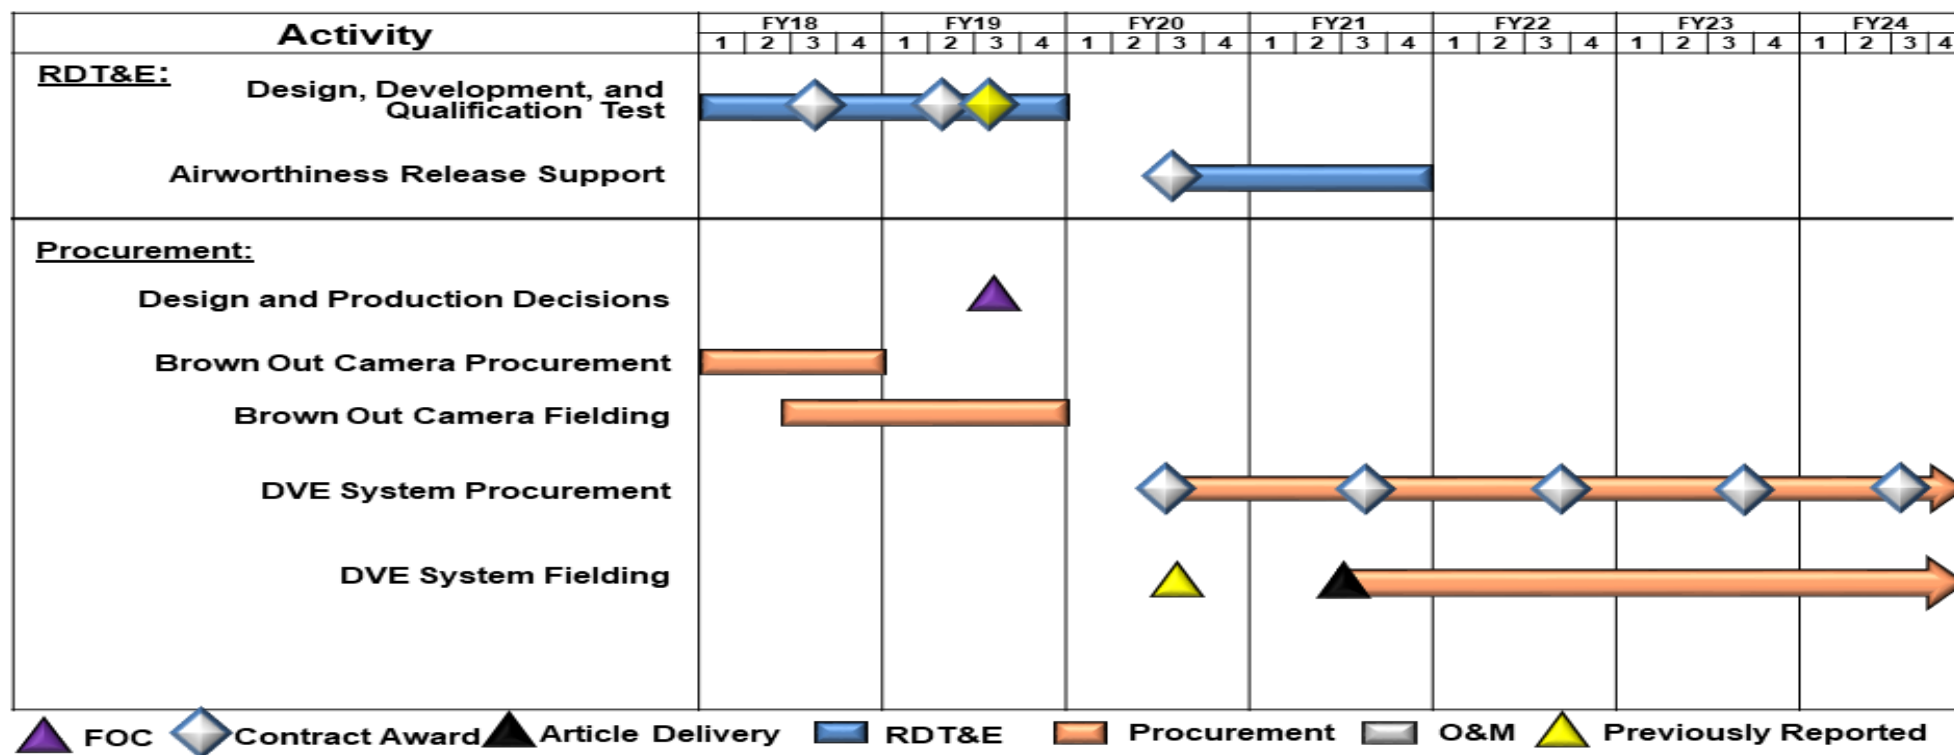 Activity
FY18 FY19 FY20 FY21 FY22 FY23 FY24
1 2 3 4 1 2 3 4 1 2 3 4 1 2 3 4 1 2 3 4 1 2 3 4 1 2 3 4
RDT&E:
Design, Development, and
Qualification Test
Airworthiness Release Support
Procurement:
Design and Production Decisions
Brown Out Camera Procurement
Brown Out Camera Fielding
DVE System Procurement
DVE System Fielding
FOC Contract Award Article Delivery RDT&E Procurement O&M Previously Reported